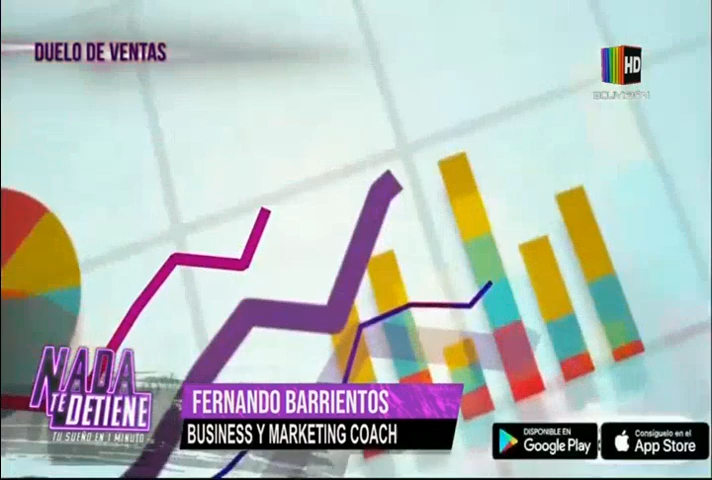 DUELO DE VENTAS
HD
BOLIVISIÓN
NADA
TE
DETIENE
TU SUEÑO EN 1 MINUTO
FERNANDO BARRIENTOS
BUSINESS Y MARKETING COACH
DISPONIBLE EN
Google Play
Consíguelo en el
App Store